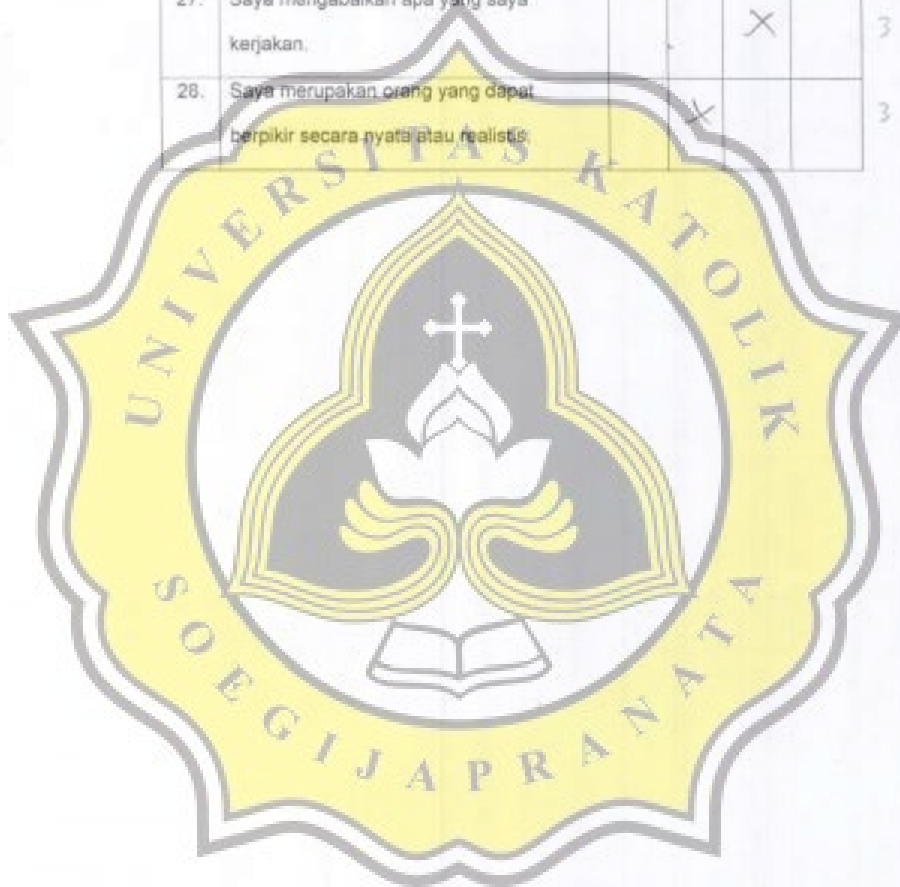 27. Saya mengabaikan apa yang saya
kerjakan. X 3
28. Saya merupakan orang yang dapat X 3
berpikir secara nyata atau realistis.
UNIVERSITAS KATOLIK
SOEGIJAPRANATA